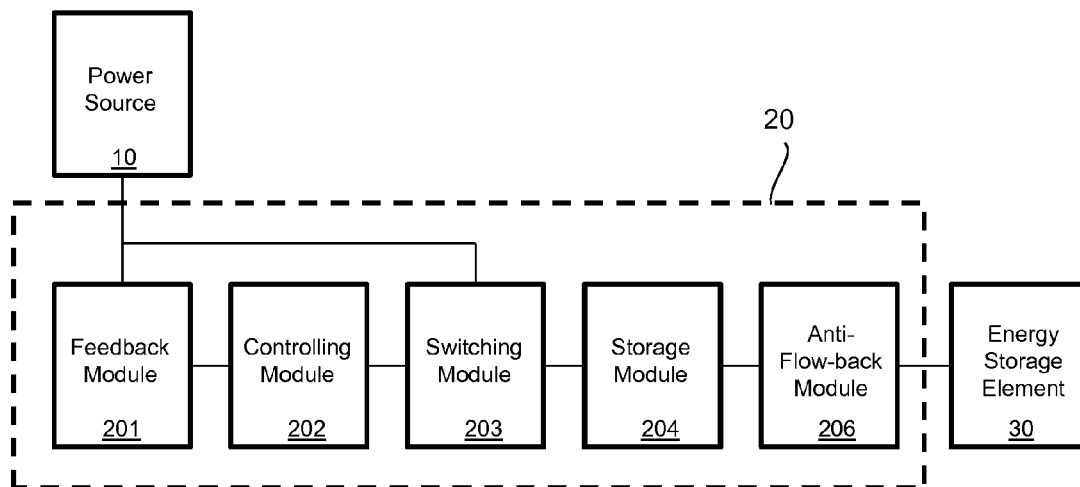 Power
Source
10
20
Feedback
Module
201
Controlling
Module
202
Switching
Module
203
Storage
Module
204
Anti-
Flow-back
Module
206
Energy
Storage
Element
30